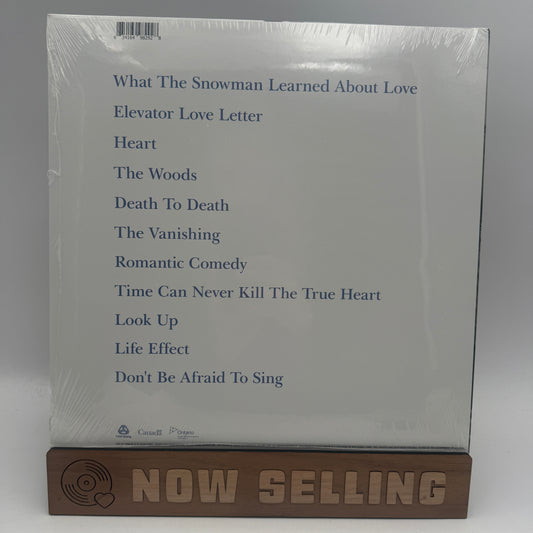 What The Snowman Learned About Love
Elevator Love Letter
Heart
The Woods
Death To Death
The Vanishing
Romantic Comedy
Time Can Never Kill The True Heart
Look Up
Life Effect
Don't Be Afraid To Sing
Canada
Ontario
NOW SELLING